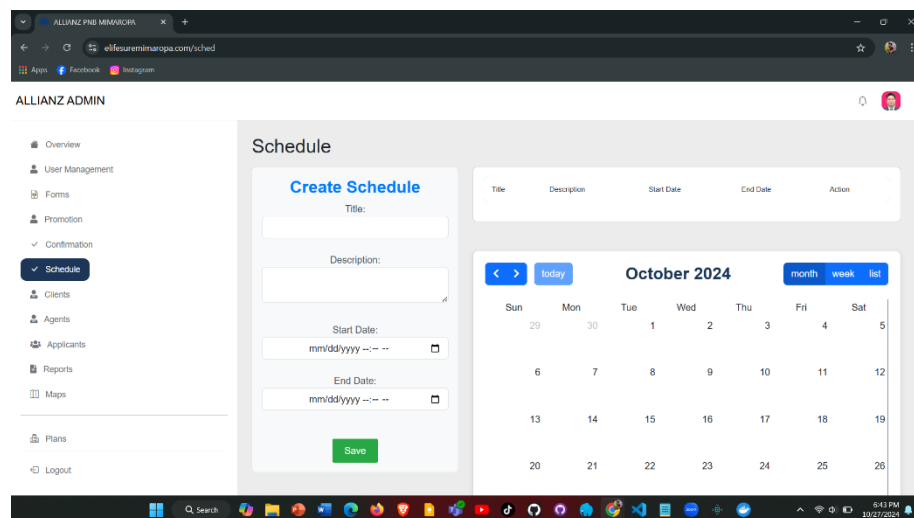 ALLIANZ PNB MIMAROPA
elifesuremimaropa.com/sched
Apps Facebook Instagram
ALLIANZ ADMIN
Overview
User Management
Forms
Promotion
Confirmation
Schedule
Clients
Agents
Applicants
Reports
Maps
Plans
Logout
Schedule
Create Schedule
Title:
Description:
Start Date:
mm/dd/yyyy --:-- --
End Date:
mm/dd/yyyy --:-- --
Save
Title Description Start Date End Date Action
today October 2024 month week list
Sun Mon Tue Wed Thu Fri Sat
29 30 1 2 3 4 5
6 7 8 9 10 11 12
13 14 15 16 17 18 19
20 21 22 23 24 25 26
Search
6:43 PM
10/27/2024